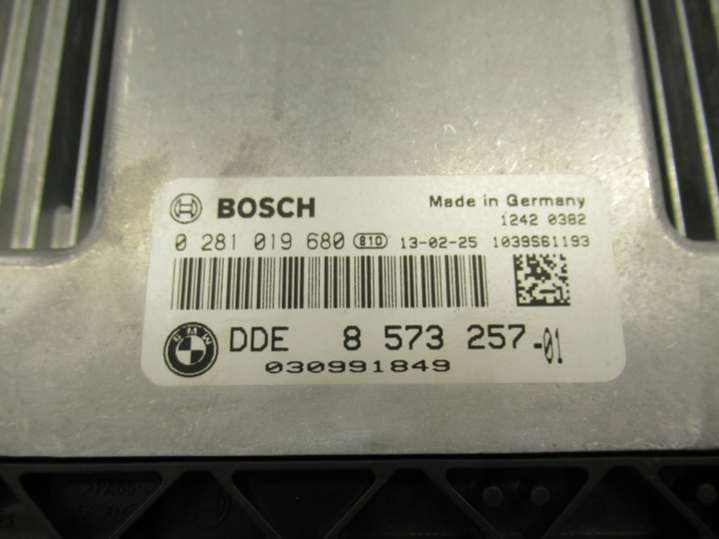 BOSCH Made in Germany
1242 0382
0 281 019 680 810 13-02-25 1039S61193
BMW DDE 8 573 257-01
030991849